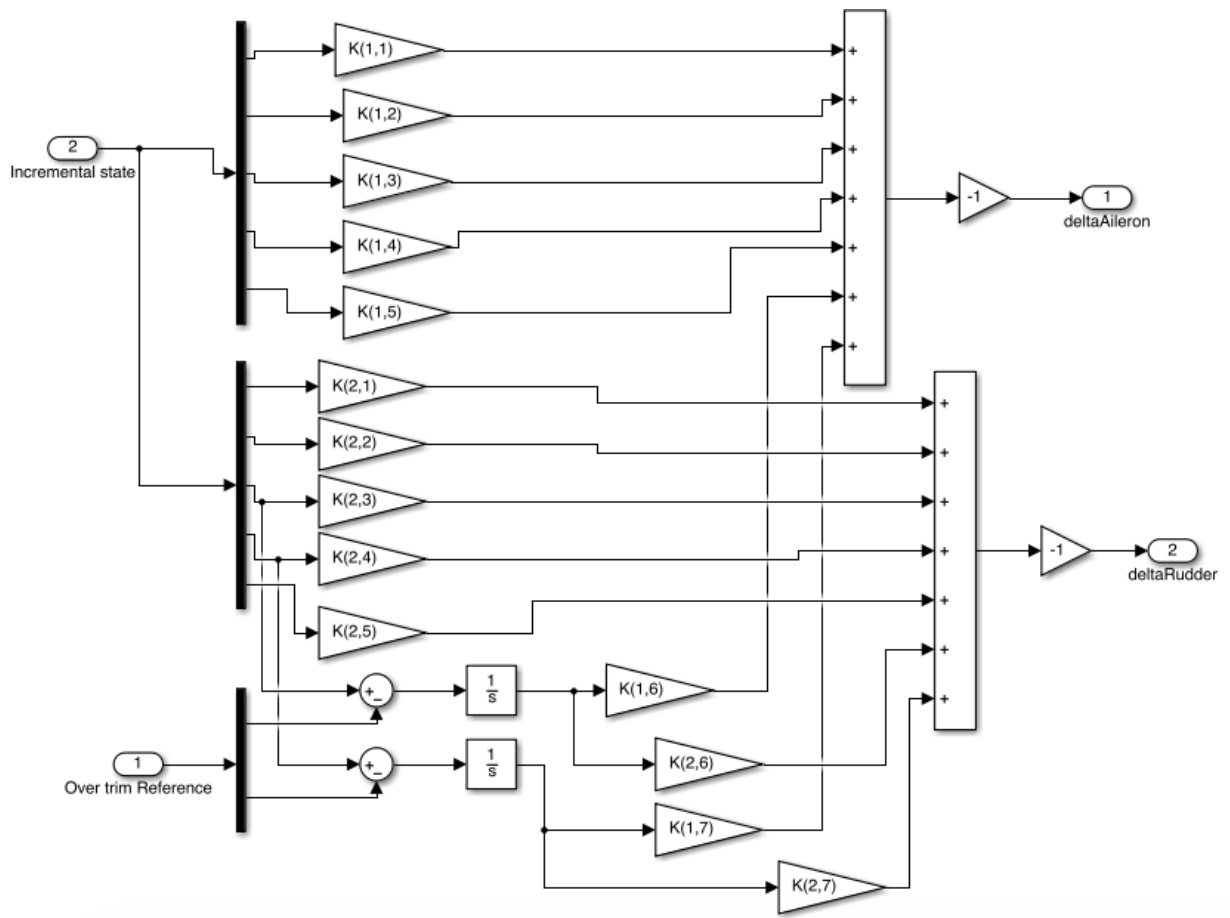 K(1,1)
+
K(1,2)
+
2
Incremental state
K(1,3)
+
K(1,4)
+
-1
1
deltaAileron
K(1,5)
+
+
+
K(2,1)
+
K(2,2)
+
K(2,3)
+
K(2,4)
+
-1
2
deltaRudder
K(2,5)
+
+
+
+
−
1
s
K(1,6)
1
Over trim Reference
+
−
1
s
K(2,6)
K(1,7)
K(2,7)